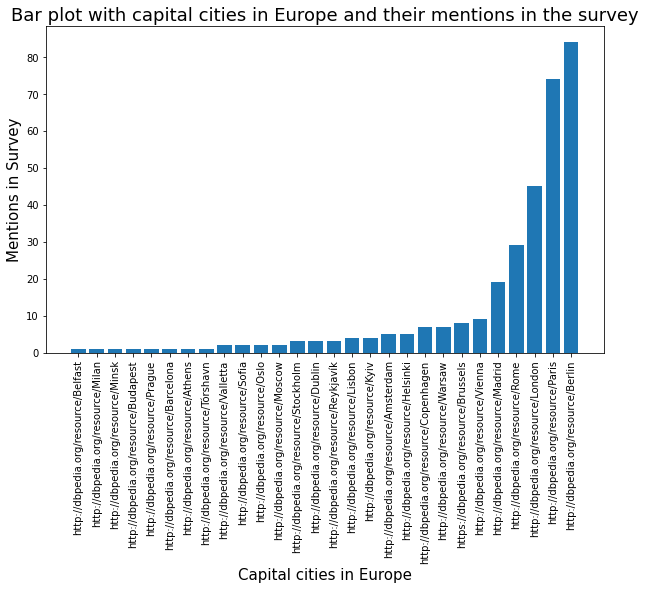 Bar plot with capital cities in Europe and their mentions in the survey
Mentions in Survey
80
70
60
50
40
30
20
10
0
http://dbpedia.org/resource/Belfast
http://dbpedia.org/resource/Milan
http://dbpedia.org/resource/Minsk
http://dbpedia.org/resource/Budapest
http://dbpedia.org/resource/Prague
http://dbpedia.org/resource/Barcelona
http://dbpedia.org/resource/Athens
http://dbpedia.org/resource/Tórshavn
http://dbpedia.org/resource/Valletta
http://dbpedia.org/resource/Sofia
http://dbpedia.org/resource/Oslo
http://dbpedia.org/resource/Moscow
http://dbpedia.org/resource/Stockholm
http://dbpedia.org/resource/Dublin
http://dbpedia.org/resource/Reykjavík
http://dbpedia.org/resource/Lisbon
http://dbpedia.org/resource/Kyiv
http://dbpedia.org/resource/Amsterdam
http://dbpedia.org/resource/Helsinki
http://dbpedia.org/resource/Copenhagen
http://dbpedia.org/resource/Warsaw
https://dbpedia.org/resource/Brussels
http://dbpedia.org/resource/Vienna
http://dbpedia.org/resource/Madrid
http://dbpedia.org/resource/Rome
http://dbpedia.org/resource/London
http://dbpedia.org/resource/Paris
http://dbpedia.org/resource/Berlin
Capital cities in Europe